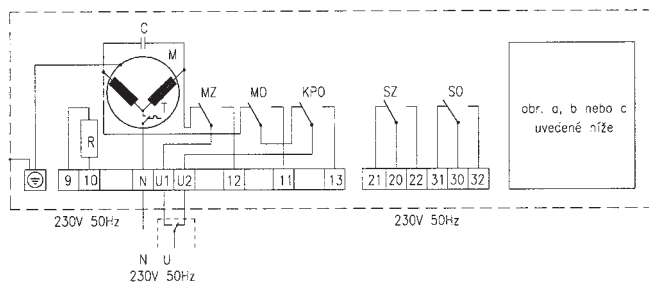 C
M
MZ MO KPO SZ SO
T
R
obr. a, b nebo c
uvedené níže
9 10 N U1 U2 12 11 13 21 20 22 31 30 32
230V 50Hz 230V 50Hz
N U
230V 50Hz